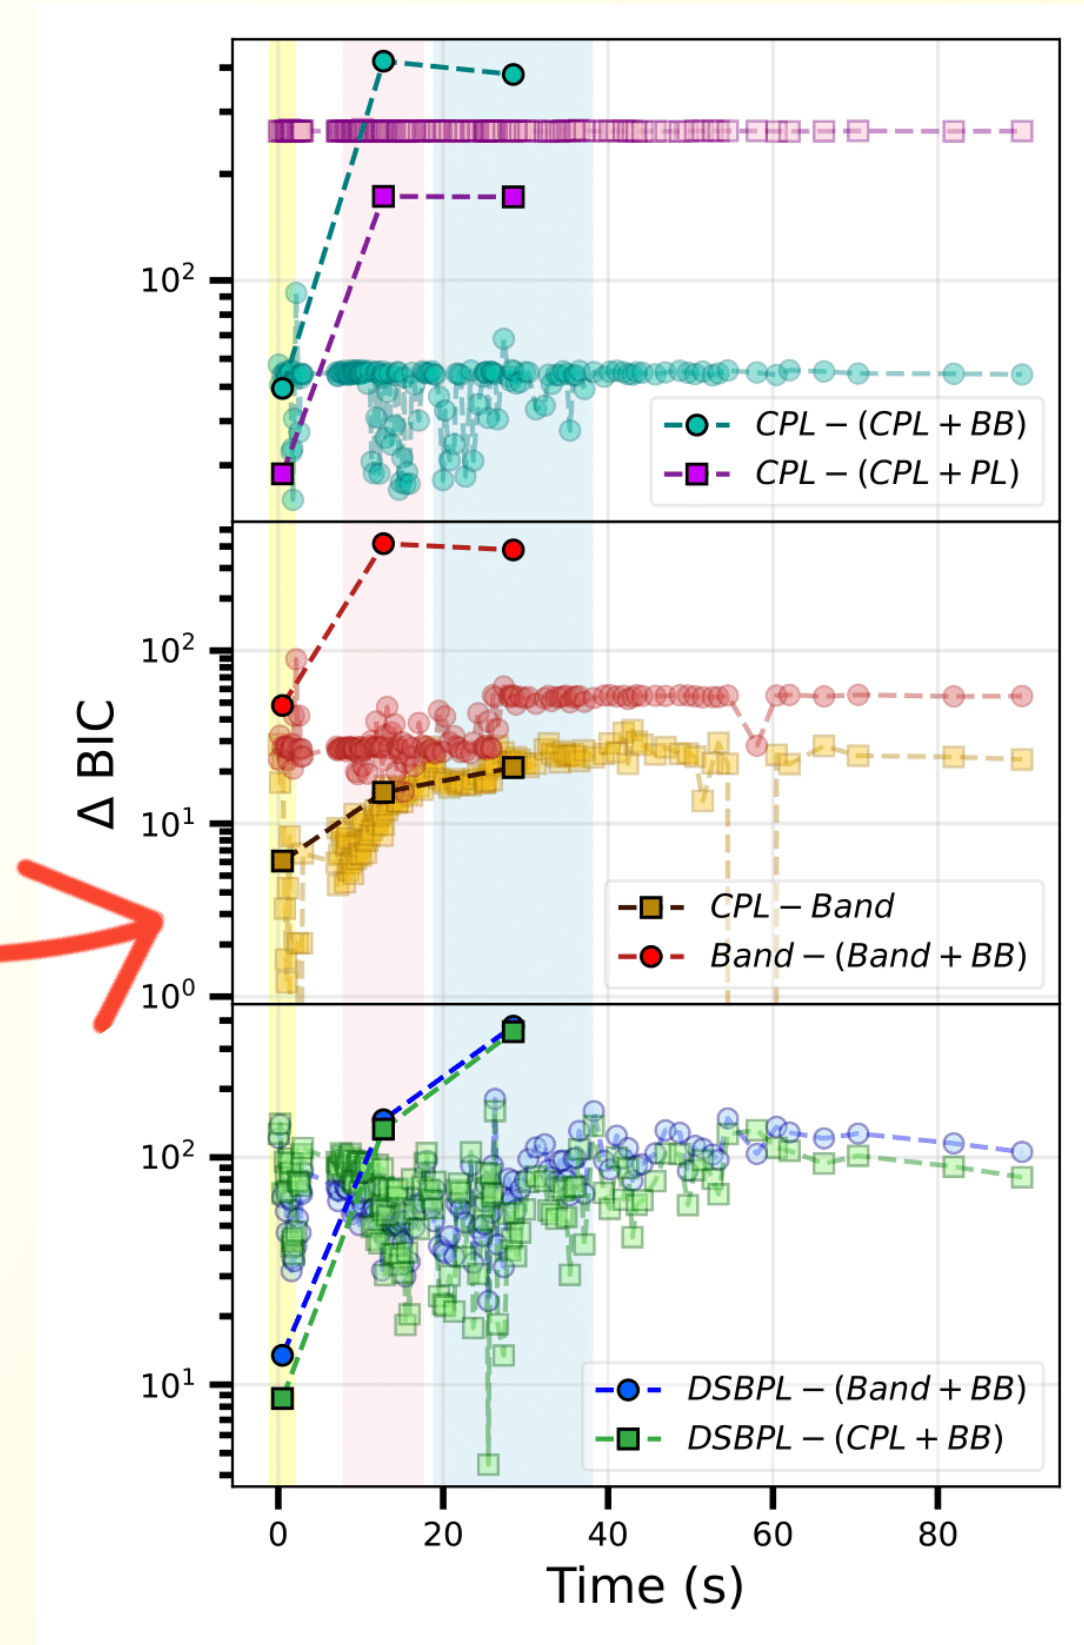 10²
CPL − (CPL + BB)
CPL − (CPL + PL)
Δ BIC
10²
10¹
10⁰
CPL − Band
Band − (Band + BB)
10²
10¹
DSBPL − (Band + BB)
DSBPL − (CPL + BB)
0 20 40 60 80
Time (s)